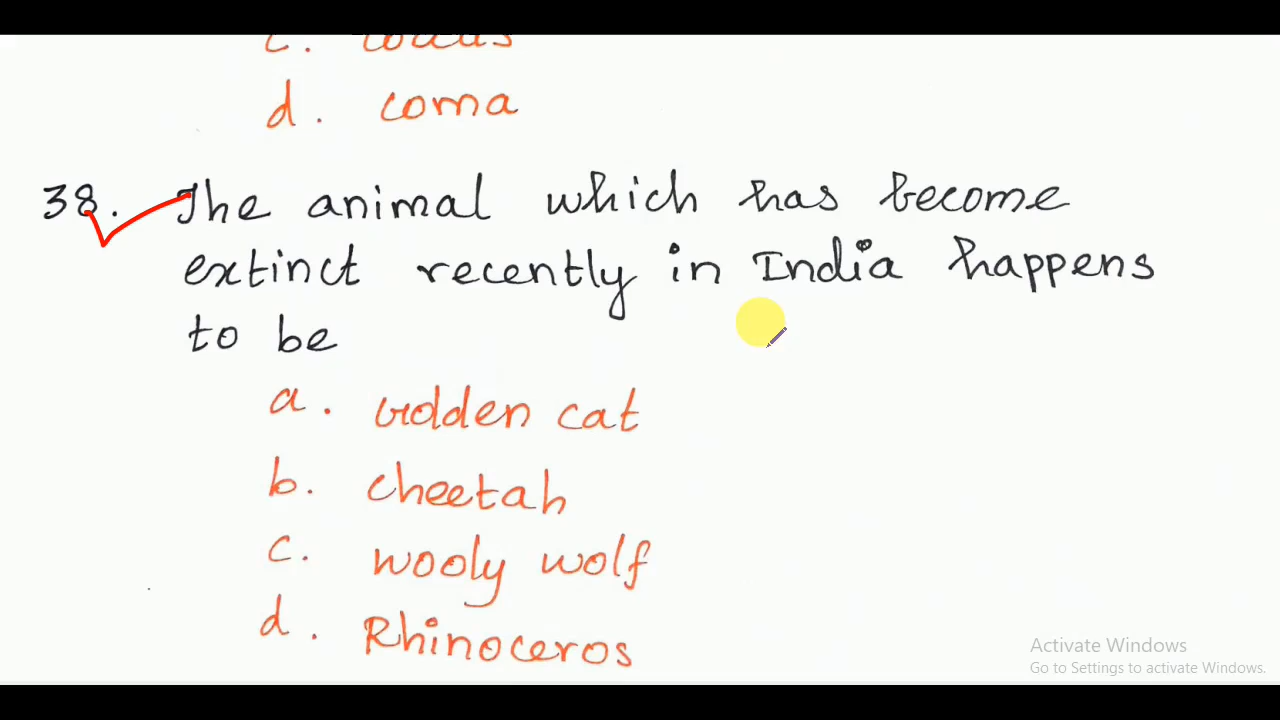 d. coma
38. The animal which has become
extinct recently in India happens
to be
a. Golden cat
b. cheetah
c. wooly wolf
d. Rhinoceros
Activate Windows
Go to Settings to activate Windows.